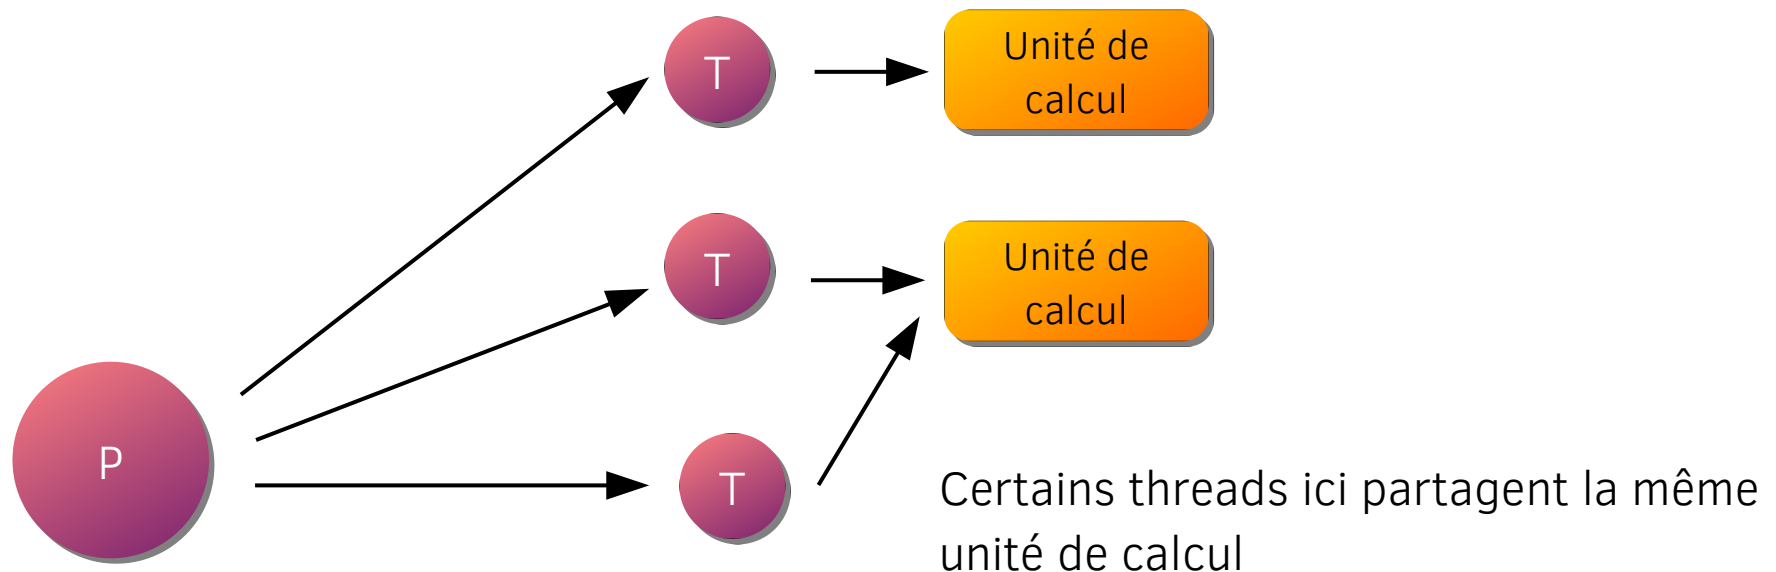 T
Unité de
calcul
T
Unité de
calcul
P
T
Certains threads ici partagent la même
unité de calcul